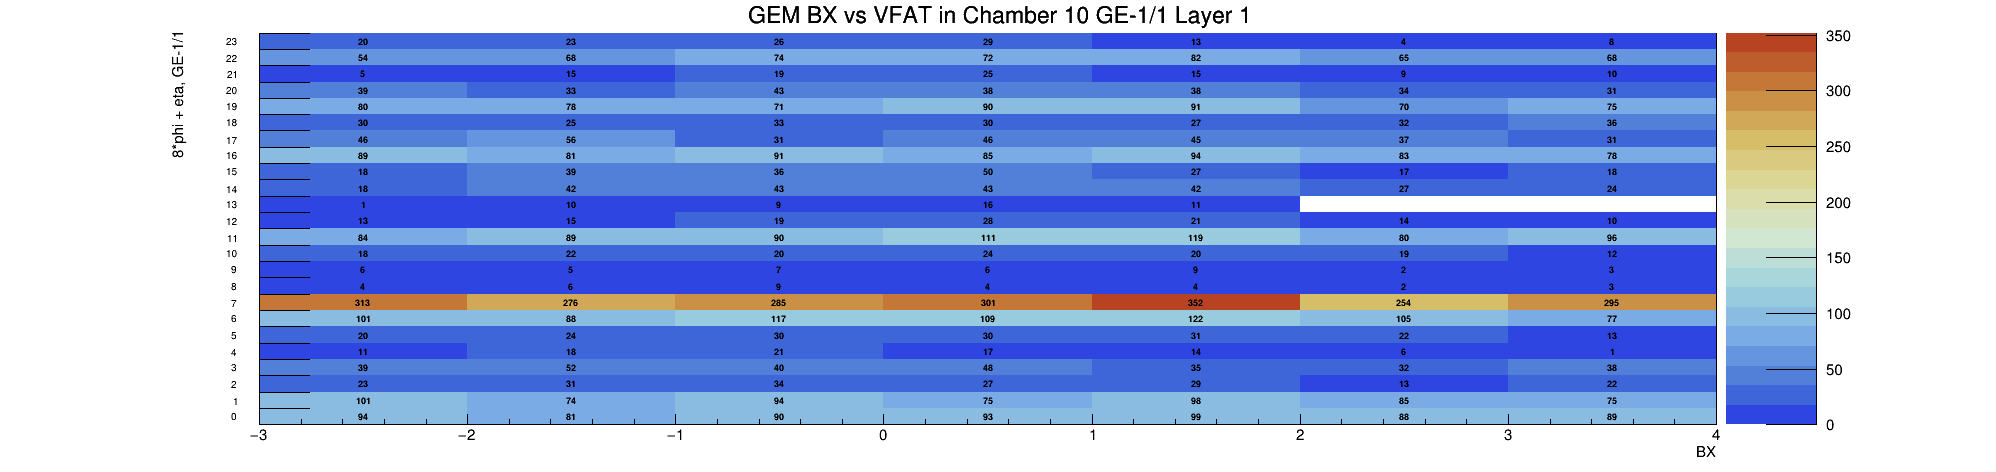 GEM BX vs VFAT in Chamber 10 GE-1/1 Layer 1
8*phi + eta, GE-1/1
23 20 23 26 29 13 4 8
22 54 68 74 72 82 65 68
21 5 15 19 25 15 9 10
20 39 33 43 38 38 34 31
19 80 78 71 90 91 70 75
18 30 25 33 30 27 32 36
17 46 56 31 46 45 37 31
16 89 81 91 85 94 83 78
15 18 39 36 50 27 17 18
14 18 42 43 43 42 27 24
13 1 10 9 16 11
12 13 15 19 28 21 14 10
11 84 89 90 111 119 80 96
10 18 22 20 24 20 19 12
9 6 5 7 6 9 2 3
8 4 6 9 4 4 2 3
7 313 276 285 301 352 254 295
6 101 88 117 109 122 105 77
5 20 24 30 30 31 22 13
4 11 18 21 17 14 6 1
3 39 52 40 48 35 32 38
2 23 31 34 27 29 13 22
1 101 74 94 75 98 85 75
0 94 81 90 93 99 88 89
−3 −2 −1 0 1 2 3 4
BX
350
300
250
200
150
100
50
0